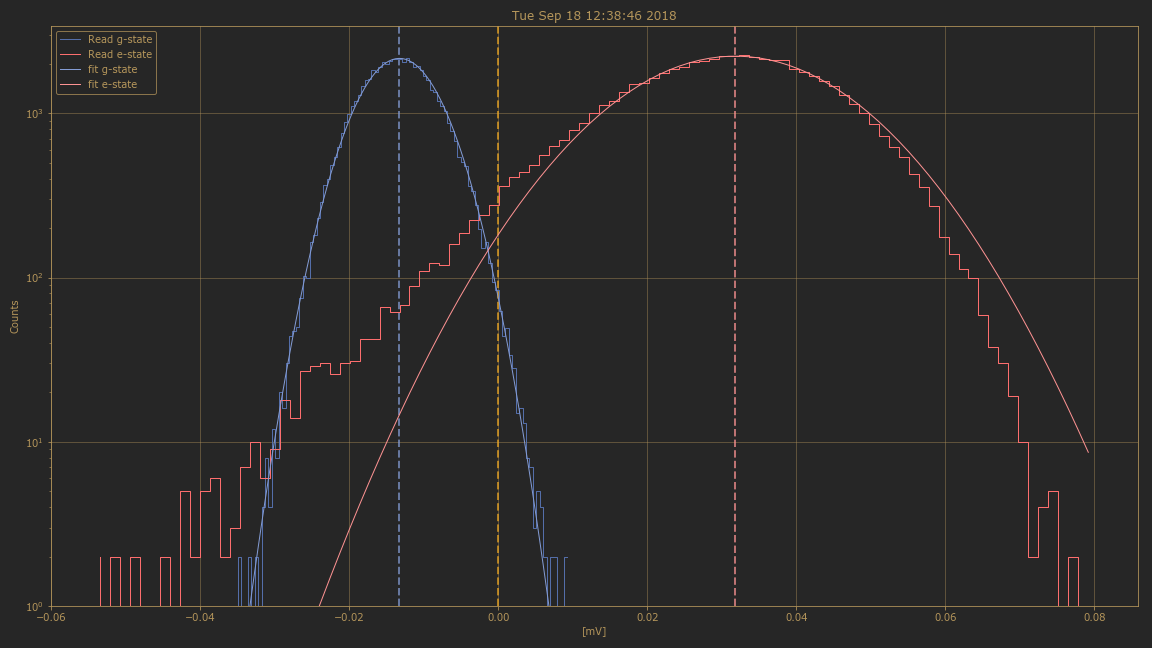 Tue Sep 18 12:38:46 2018
Read g-state
Read e-state
fit g-state
fit e-state
10³
10²
10¹
10⁰
Counts
−0.06 −0.04 −0.02 0.00 0.02 0.04 0.06 0.08
[mV]